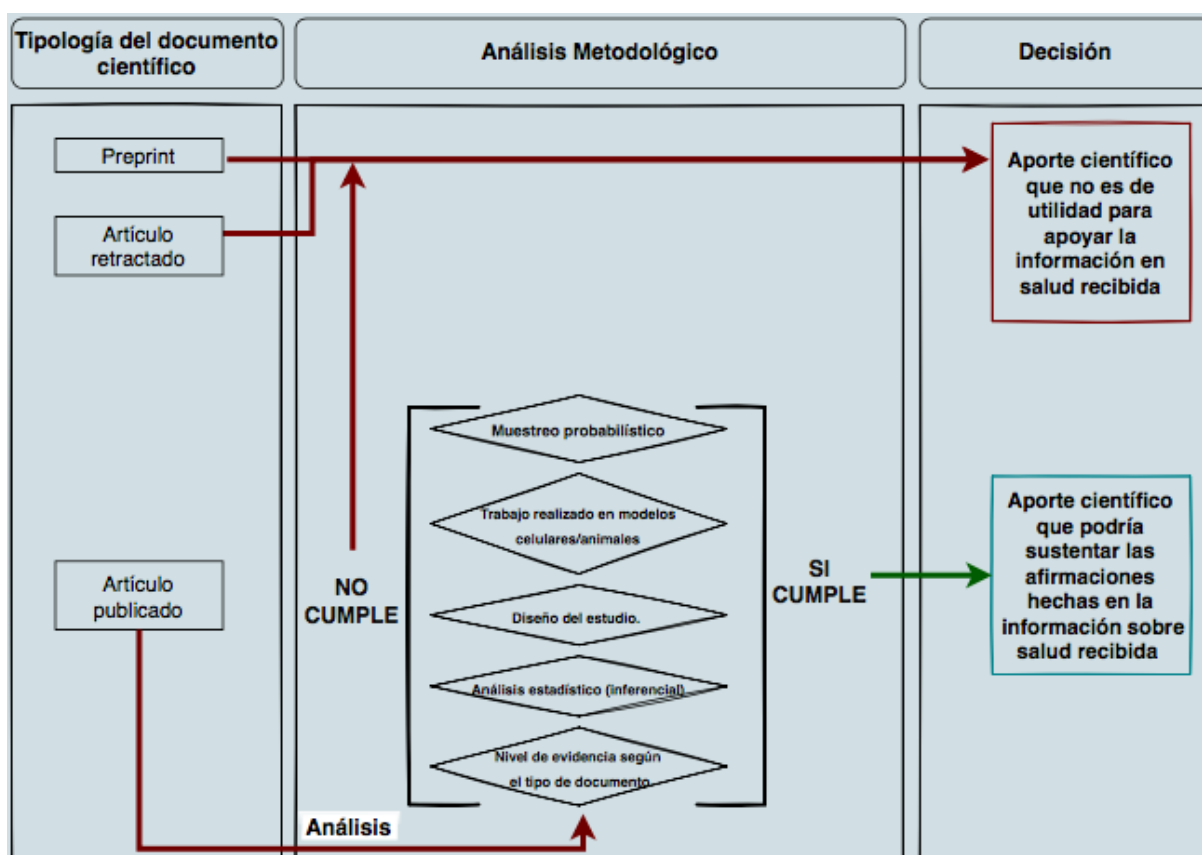 Tipología del documento
científico
Análisis Metodológico
Decisión
Preprint
Artículo
retractado
Artículo
publicado
NO
CUMPLE
Muestreo probabilístico
Trabajo realizado en modelos
celulares/animales
Diseño del estudio.
Análisis estadístico (inferencial)
Nivel de evidencia según
el tipo de documento
SI
CUMPLE
Análisis
Aporte científico
que no es de
utilidad para
apoyar la
información en
salud recibida
Aporte científico
que podría
sustentar las
afirmaciones
hechas en la
información sobre
salud recibida